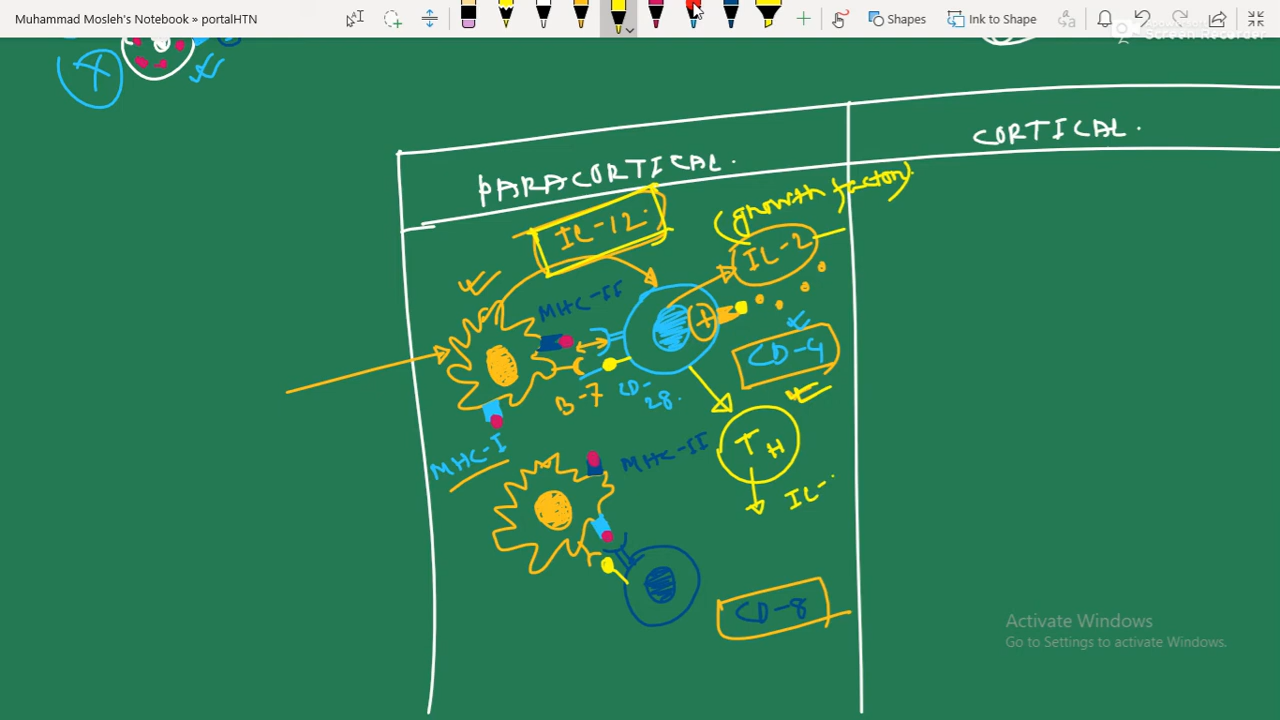 Muhammad Mosleh's Notebook » portalHTN
Shapes
Ink to Shape
Screen Recorder
PARACORTICAL.
CORTICAL.
(growth factor)
IL-12
IL-2
MHC-II
+
CD-4
B-7
CD-28.
MHC-I
MHC-II
TH
IL-
CD-8
Activate Windows
Go to Settings to activate Windows.